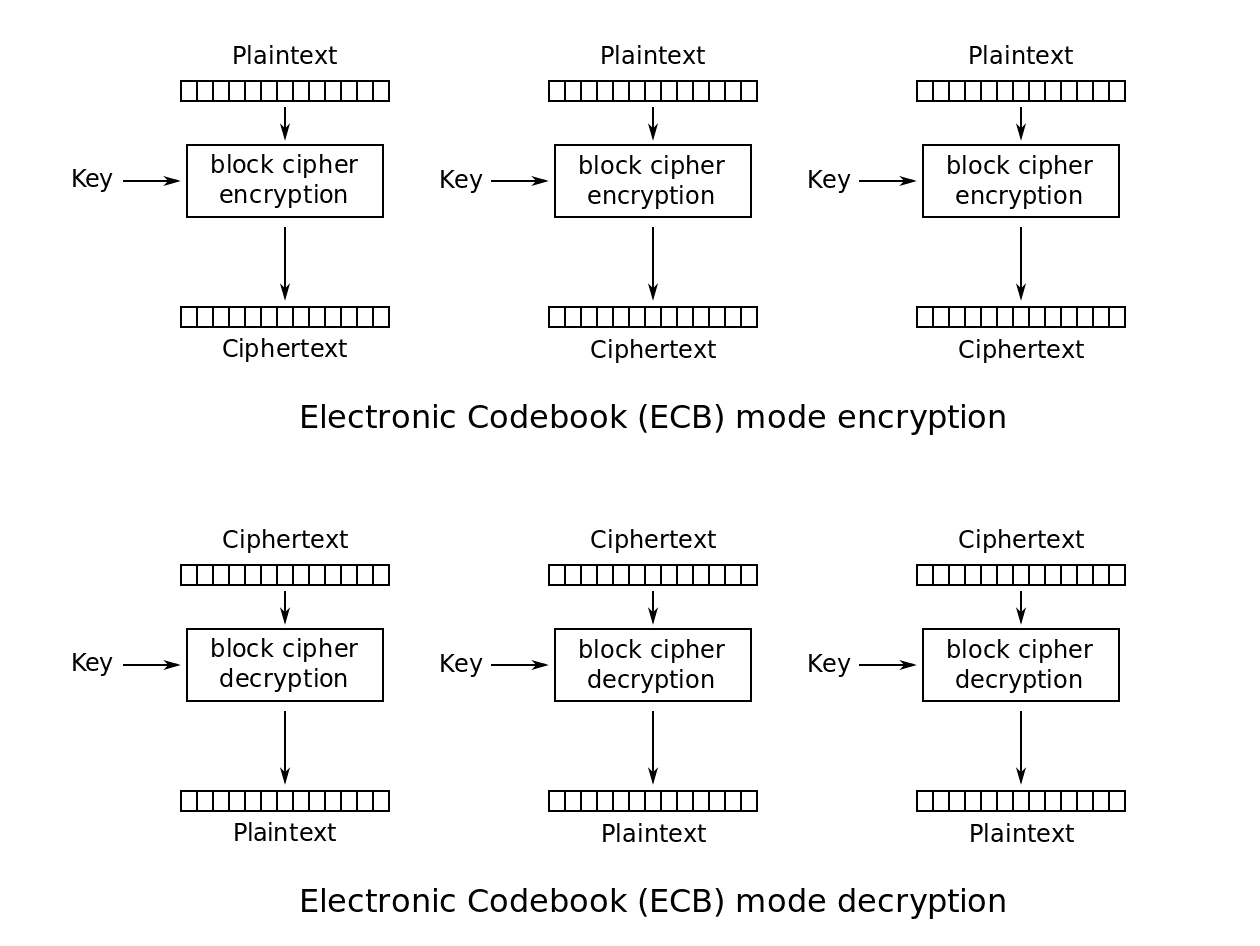 Plaintext Plaintext Plaintext
Key block cipher encryption Key block cipher encryption Key block cipher encryption
Ciphertext Ciphertext Ciphertext
Electronic Codebook (ECB) mode encryption
Ciphertext Ciphertext Ciphertext
Key block cipher decryption Key block cipher decryption Key block cipher decryption
Plaintext Plaintext Plaintext
Electronic Codebook (ECB) mode decryption